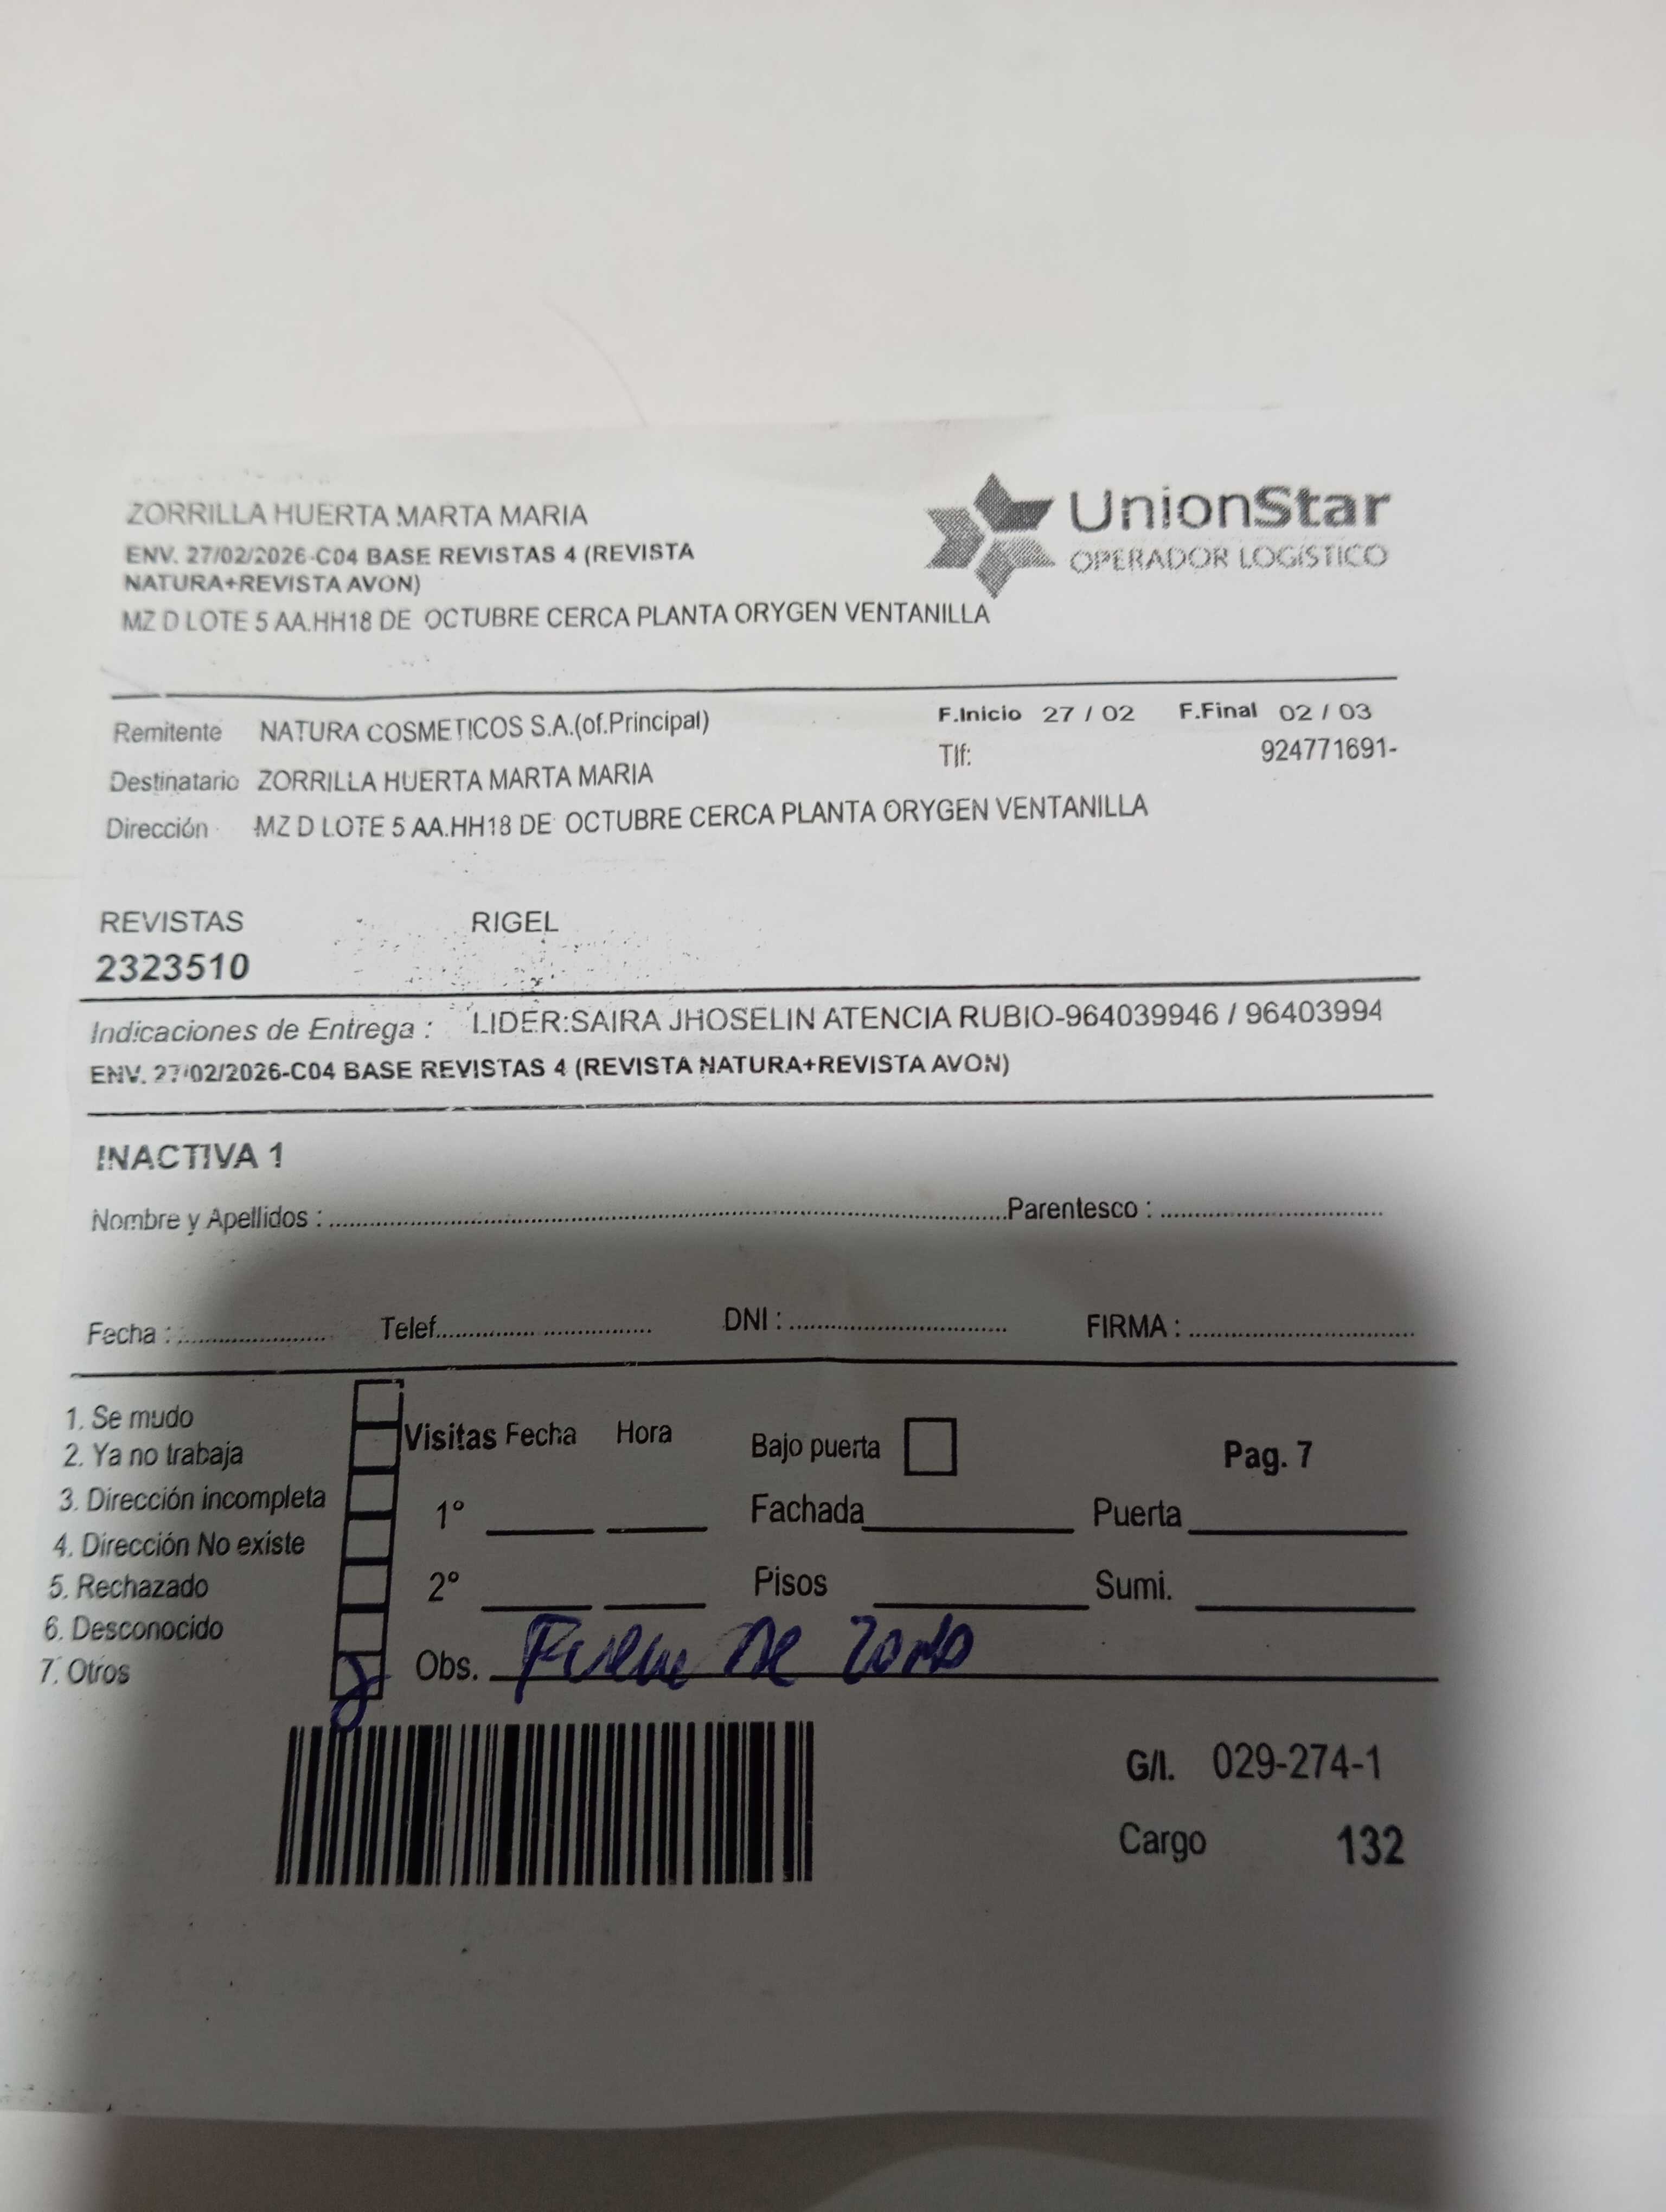 ZORRILLA HUERTA MARTA MARIA
ENV. 27/02/2026-C04 BASE REVISTAS 4 (REVISTA
NATURA+REVISTA AVON)
MZ D LOTE 5 AA.HH18 DE OCTUBRE CERCA PLANTA ORYGEN VENTANILLA
UnionStar
OPERADOR LOGÍSTICO
Remitente NATURA COSMETICOS S.A.(of.Principal)
F.Inicio 27 / 02 F.Final 02 / 03
Tlf: 924771691-
Destinatario ZORRILLA HUERTA MARTA MARIA
Dirección MZ D LOTE 5 AA.HH18 DE OCTUBRE CERCA PLANTA ORYGEN VENTANILLA
REVISTAS RIGEL
2323510
Indicaciones de Entrega : LIDER:SAIRA JHOSELIN ATENCIA RUBIO-964039946 / 96403994
ENV. 27/02/2026-C04 BASE REVISTAS 4 (REVISTA NATURA+REVISTA AVON)
INACTIVA 1
Nombre y Apellidos : Parentesco :
Fecha : Telef. DNI : FIRMA :
1. Se mudo
2. Ya no trabaja
3. Dirección incompleta
4. Dirección No existe
5. Rechazado
6. Desconocido
7. Otros
Visitas Fecha Hora
1°
2°
Bajo puerta
Pag. 7
Fachada Puerta
Pisos Sumi.
Obs. Fuera De Zona
G/I. 029-274-1
Cargo 132